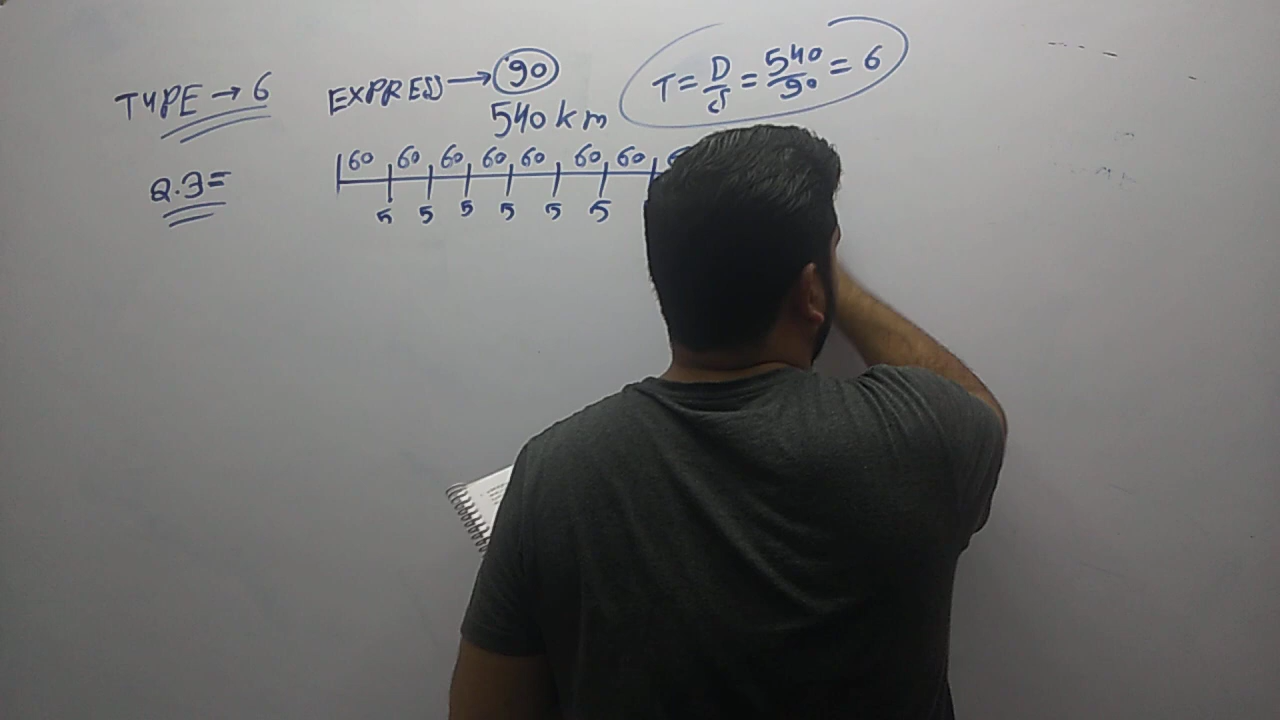 TYPE → 6
EXPRESS → 90
540 km
T = D/S = 540/90 = 6
Q.3 =
60 60 60 60 60 60 60
5 5 5 5 5 5